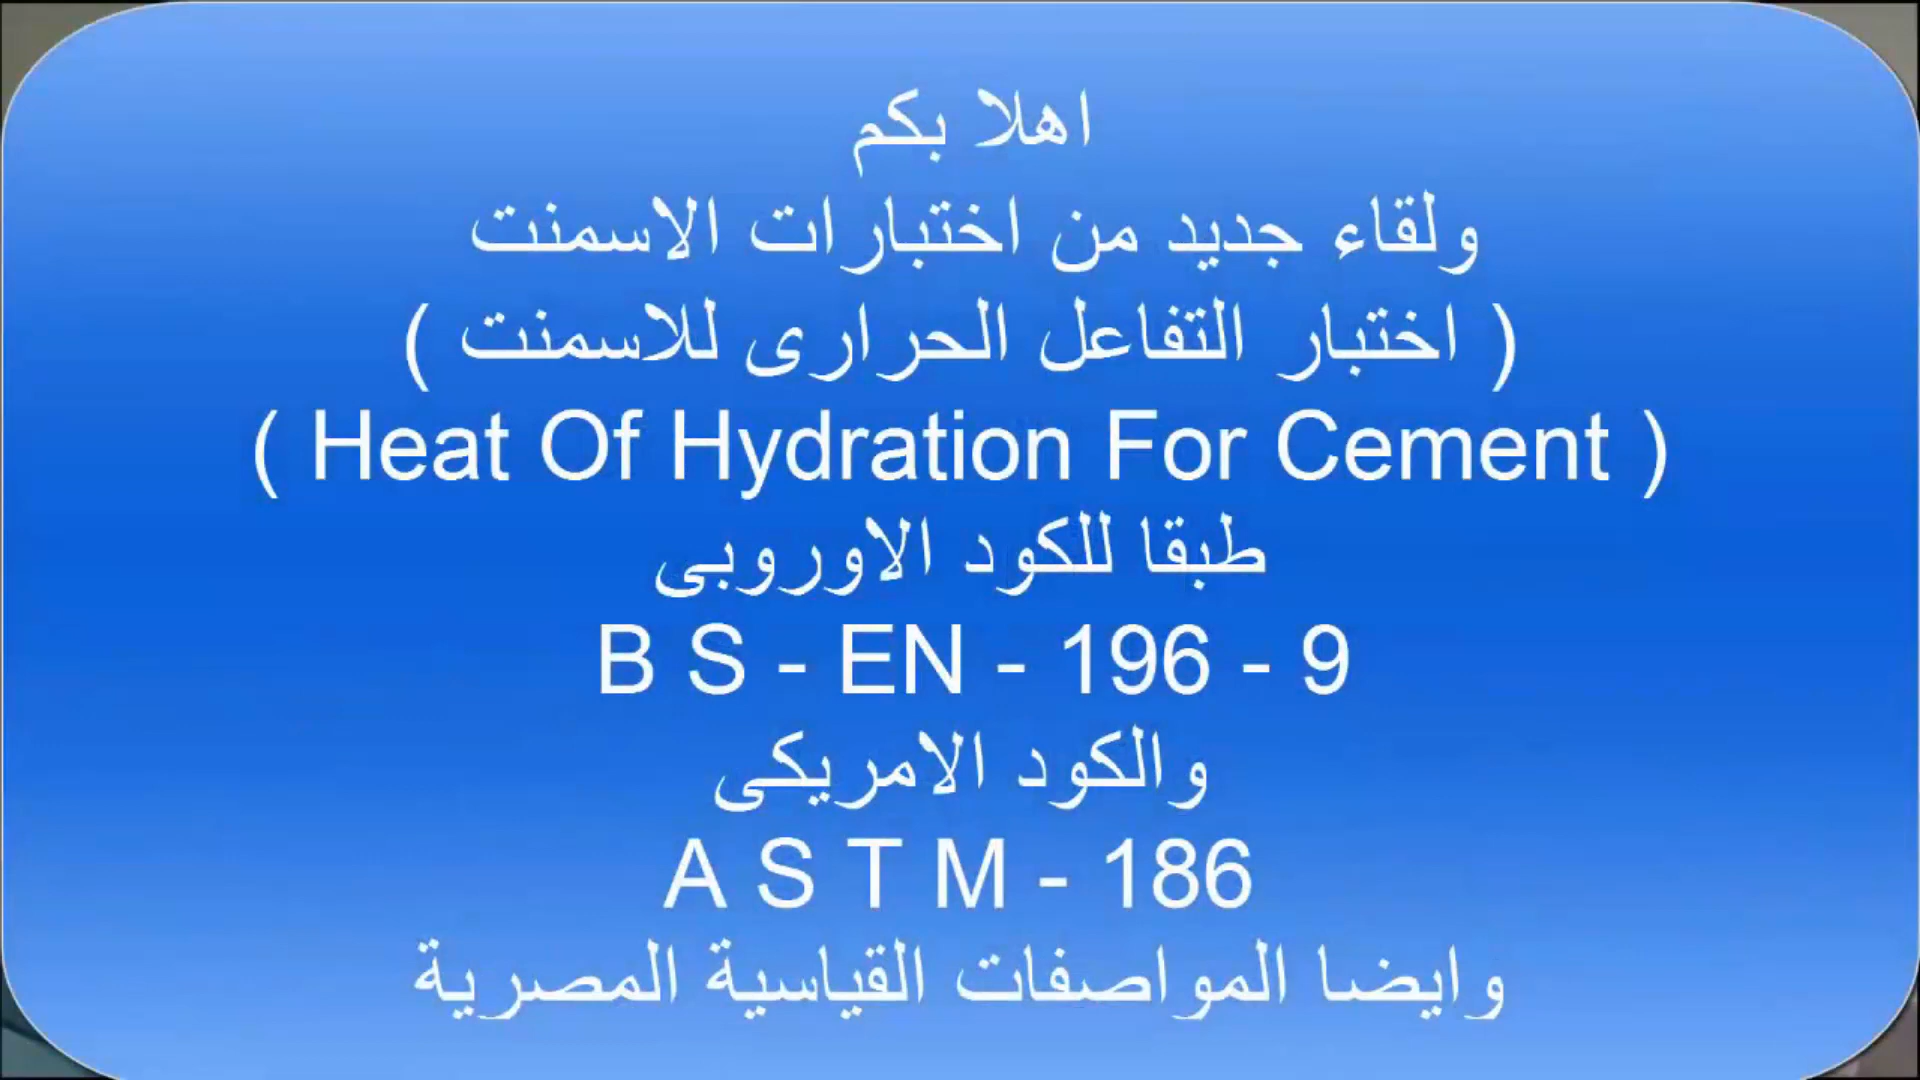 اهلا بكم
ولقاء جديد من اختبارات الاسمنت
( اختبار التفاعل الحرارى للاسمنت )
( Heat Of Hydration For Cement )
طبقا للكود الاوروبى
B S - EN - 196 - 9
والكود الامريكى
A S T M - 186
وايضا المواصفات القياسية المصرية